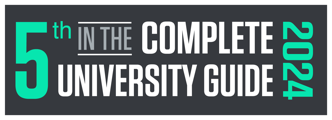 5th IN THE COMPLETE
UNIVERSITY GUIDE
2024